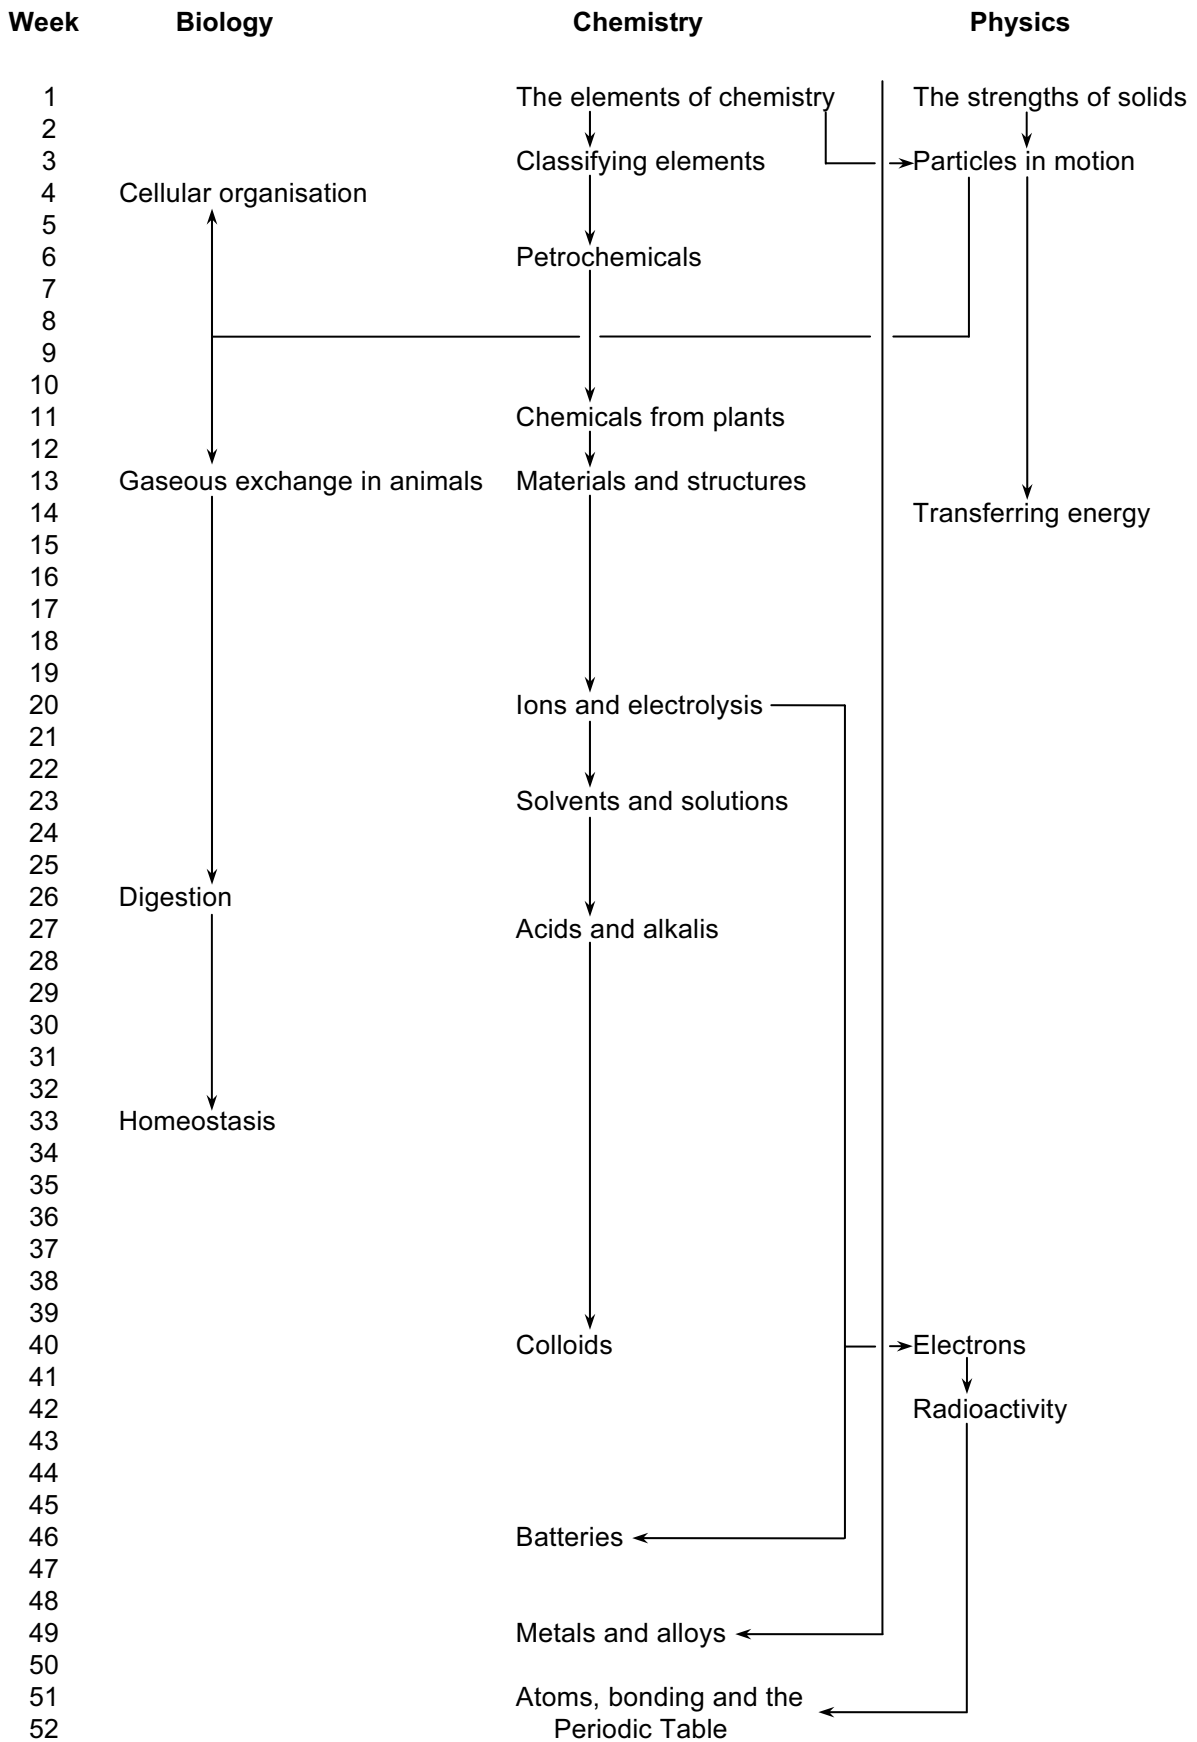 Week Biology Chemistry Physics
1 The elements of chemistry The strengths of solids
2
3 Classifying elements Particles in motion
4 Cellular organisation
5
6 Petrochemicals
7
8
9
10
11 Chemicals from plants
12
13 Gaseous exchange in animals Materials and structures
14 Transferring energy
15
16
17
18
19
20 Ions and electrolysis
21
22
23 Solvents and solutions
24
25
26 Digestion
27 Acids and alkalis
28
29
30
31
32
33 Homeostasis
34
35
36
37
38
39
40 Colloids Electrons
41
42 Radioactivity
43
44
45
46 Batteries
47
48
49 Metals and alloys
50
51 Atoms, bonding and the
52 Periodic Table